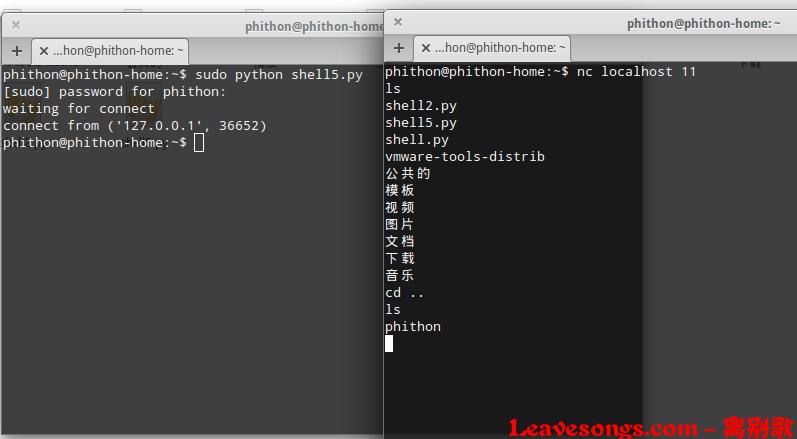 phithon@phithon-home: ~
...hon@phithon-home: ~
phithon@phithon-home:~$ sudo python shell5.py
[sudo] password for phithon:
waiting for connect
connect from ('127.0.0.1', 36652)
phithon@phithon-home:~$
phithon@phithon-home: ~
...hon@phithon-home: ~
下载
phithon@phithon-home:~$ nc localhost 11
ls
shell2.py
shell5.py
shell.py
vmware-tools-distrib
公共的
模板
视频
图片
文档
下载
音乐
cd ..
ls
phithon
Leavesongs.com - 离别歌